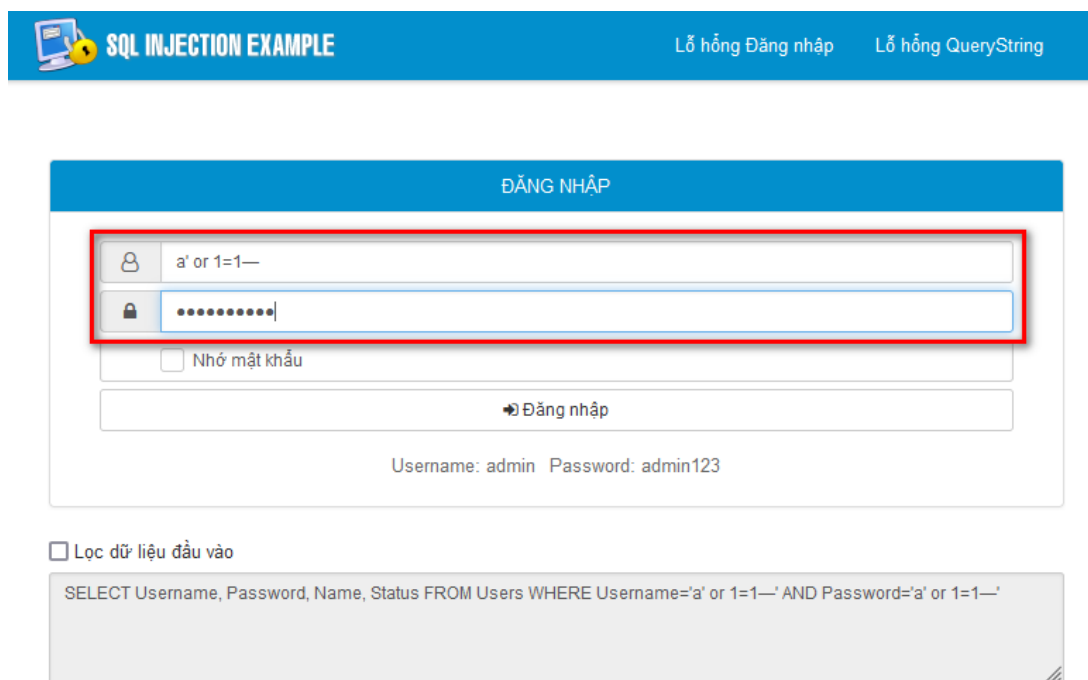 SQL INJECTION EXAMPLE Lỗ hổng Đăng nhập Lỗ hổng QueryString
ĐĂNG NHẬP
a' or 1=1—
●●●●●●●●●●
Nhớ mật khẩu
Đăng nhập
Username: admin Password: admin123
Lọc dữ liệu đầu vào
SELECT Username, Password, Name, Status FROM Users WHERE Username='a' or 1=1—' AND Password='a' or 1=1—'